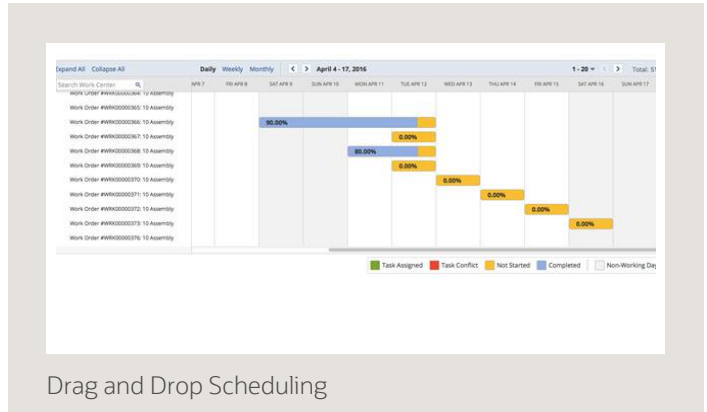 Expand All Collapse All Daily Weekly Monthly < > April 4 - 17, 2016 1 - 20 < > Total: 51
Search Work Center APR 7 FRI APR 8 SAT APR 9 SUN APR 10 MON APR 11 TUE APR 12 WED APR 13 THU APR 14 FRI APR 15 SAT APR 16 SUN APR 17
Work Order #WRK00000364: 10 Assembly
Work Order #WRK00000365: 10 Assembly
Work Order #WRK00000366: 10 Assembly 90.00%
Work Order #WRK00000367: 10 Assembly 0.00%
Work Order #WRK00000368: 10 Assembly 80.00%
Work Order #WRK00000369: 10 Assembly 0.00%
Work Order #WRK00000370: 10 Assembly 0.00%
Work Order #WRK00000371: 10 Assembly 0.00%
Work Order #WRK00000372: 10 Assembly 0.00%
Work Order #WRK00000373: 10 Assembly 0.00%
Work Order #WRK00000376: 10 Assembly
Task Assigned Task Conflict Not Started Completed Non-Working Day
Drag and Drop Scheduling